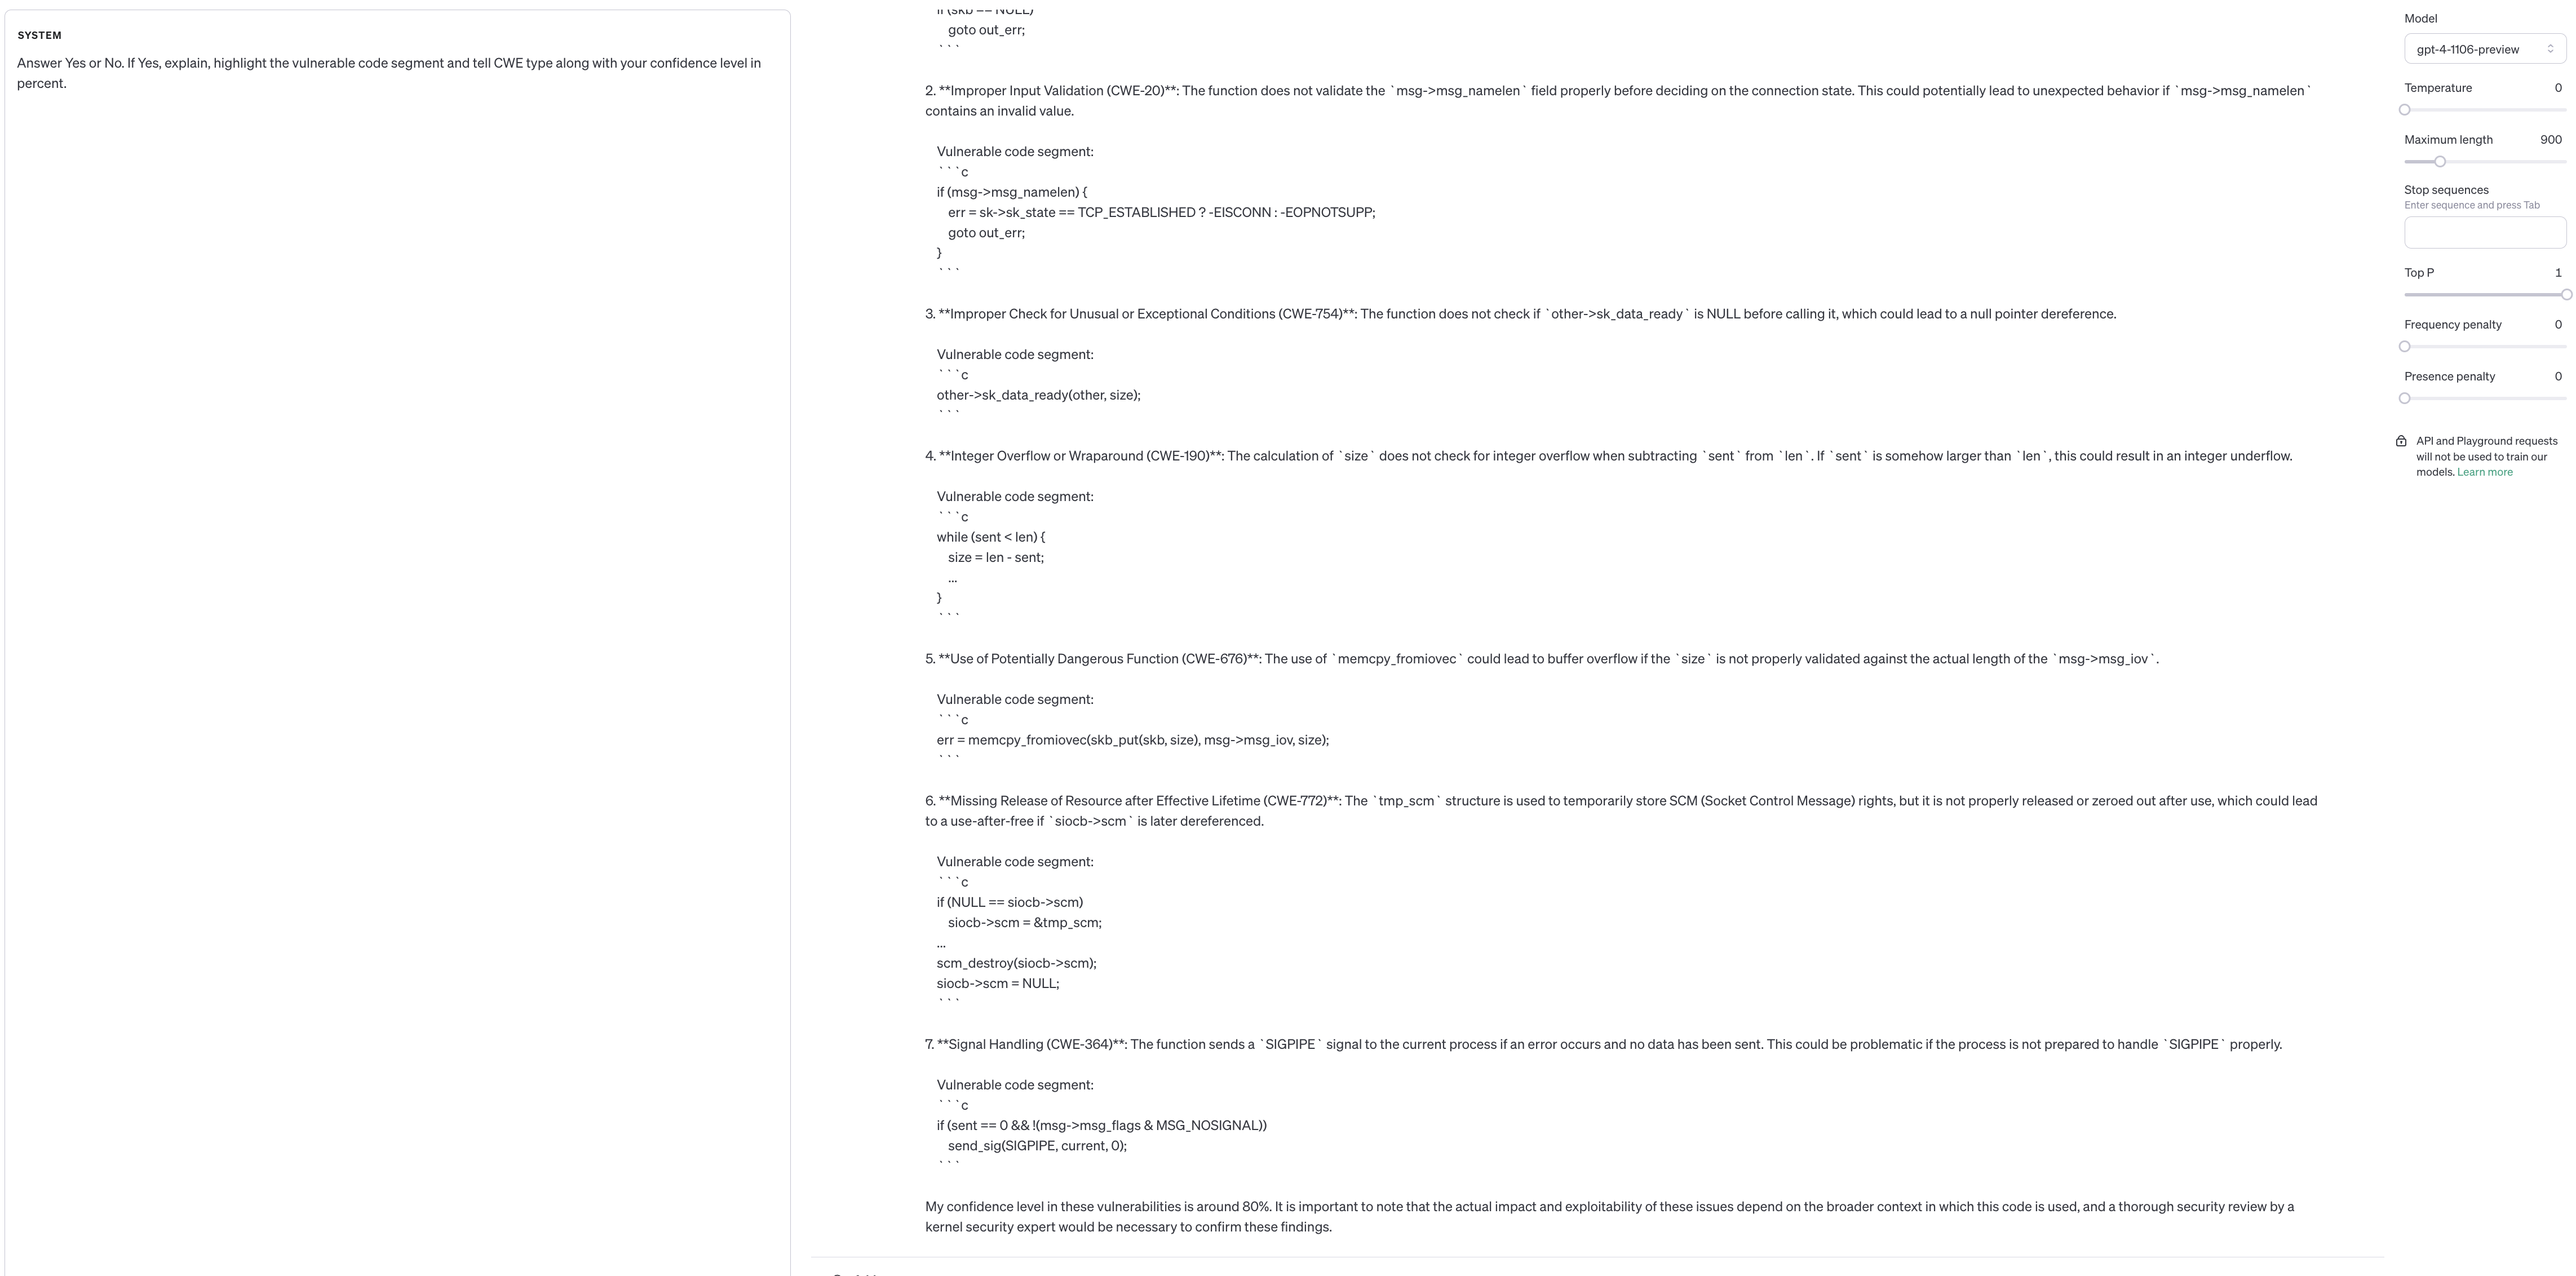 SYSTEM
Answer Yes or No. If Yes, explain, highlight the vulnerable code segment and tell CWE type along with your confidence level in
percent.
if (skb == NULL)
goto out_err;
```
2. **Improper Input Validation (CWE-20)**: The function does not validate the `msg->msg_namelen` field properly before deciding on the connection state. This could potentially lead to unexpected behavior if `msg->msg_namelen`
contains an invalid value.
Vulnerable code segment:
```c
if (msg->msg_namelen) {
err = sk->sk_state == TCP_ESTABLISHED ? -EISCONN : -EOPNOTSUPP;
goto out_err;
}
```
3. **Improper Check for Unusual or Exceptional Conditions (CWE-754)**: The function does not check if `other->sk_data_ready` is NULL before calling it, which could lead to a null pointer dereference.
Vulnerable code segment:
```c
other->sk_data_ready(other, size);
```
4. **Integer Overflow or Wraparound (CWE-190)**: The calculation of `size` does not check for integer overflow when subtracting `sent` from `len`. If `sent` is somehow larger than `len`, this could result in an integer underflow.
Vulnerable code segment:
```c
while (sent < len) {
size = len - sent;
...
}
```
5. **Use of Potentially Dangerous Function (CWE-676)**: The use of `memcpy_fromiovec` could lead to buffer overflow if the `size` is not properly validated against the actual length of the `msg->msg_iov`.
Vulnerable code segment:
```c
err = memcpy_fromiovec(skb_put(skb, size), msg->msg_iov, size);
```
6. **Missing Release of Resource after Effective Lifetime (CWE-772)**: The `tmp_scm` structure is used to temporarily store SCM (Socket Control Message) rights, but it is not properly released or zeroed out after use, which could lead
to a use-after-free if `siocb->scm` is later dereferenced.
Vulnerable code segment:
```c
if (NULL == siocb->scm)
siocb->scm = &tmp_scm;
...
scm_destroy(siocb->scm);
siocb->scm = NULL;
```
7. **Signal Handling (CWE-364)**: The function sends a `SIGPIPE` signal to the current process if an error occurs and no data has been sent. This could be problematic if the process is not prepared to handle `SIGPIPE` properly.
Vulnerable code segment:
```c
if (sent == 0 && !(msg->msg_flags & MSG_NOSIGNAL))
send_sig(SIGPIPE, current, 0);
```
My confidence level in these vulnerabilities is around 80%. It is important to note that the actual impact and exploitability of these issues depend on the broader context in which this code is used, and a thorough security review by a
kernel security expert would be necessary to confirm these findings.
Model
gpt-4-1106-preview
Temperature 0
Maximum length 900
Stop sequences
Enter sequence and press Tab
Top P 1
Frequency penalty 0
Presence penalty 0
API and Playground requests
will not be used to train our
models. Learn more